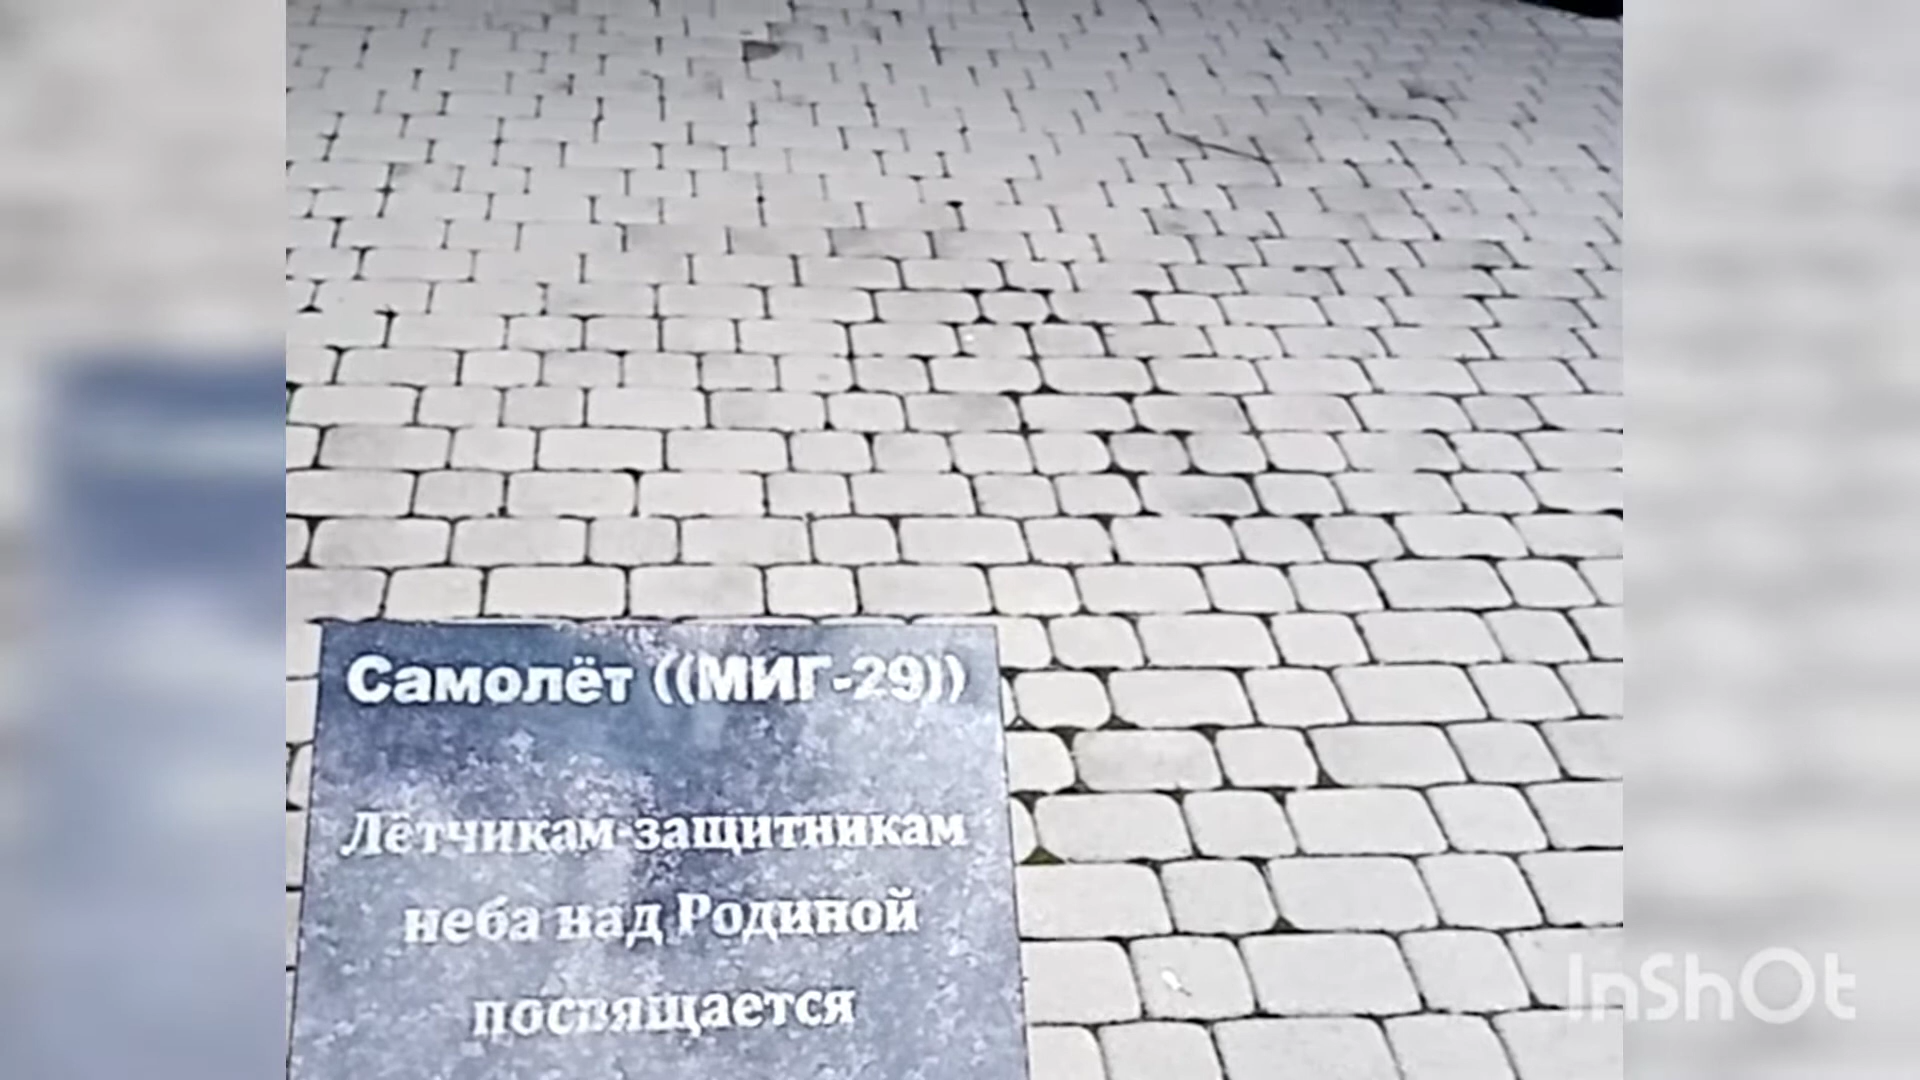 Самолёт ((МИГ-29))
Лётчикам-защитникам
неба над Родиной
посвящается
InShOt